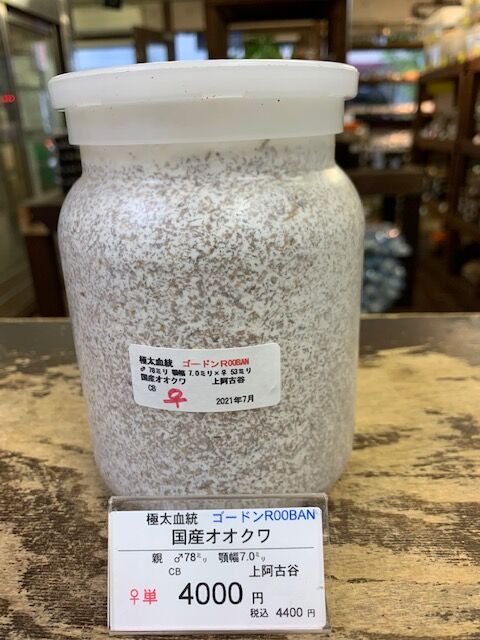 極太血統 ゴードンROOBAN
♂78ミリ 顎幅7.0ミリ×♀53ミリ
国産オオクワ 上阿古谷
CB ♀
2021年7月
極太血統 ゴードンROOBAN
国産オオクワ
親 ♂78ミリ 顎幅7.0ミリ
CB 上阿古谷
♀単 4000円
税込 4400円